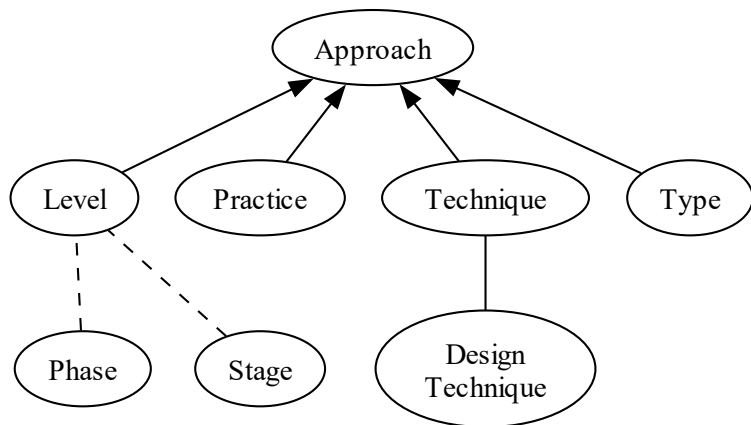 Approach
Level
Practice
Technique
Type
Phase
Stage
Design
Technique